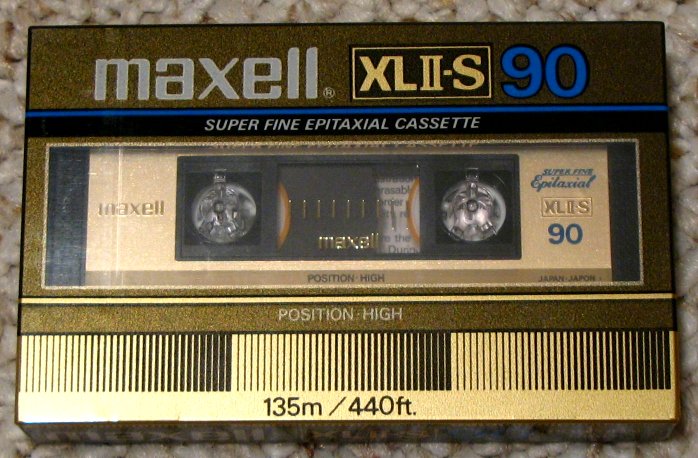 maxell® XLII-S 90
SUPER FINE EPITAXIAL CASSETTE
maxell
maxell
SUPER FINE
Epitaxial
XLII-S
90
POSITION·HIGH
JAPAN·JAPON
POSITION·HIGH
135m/440ft.